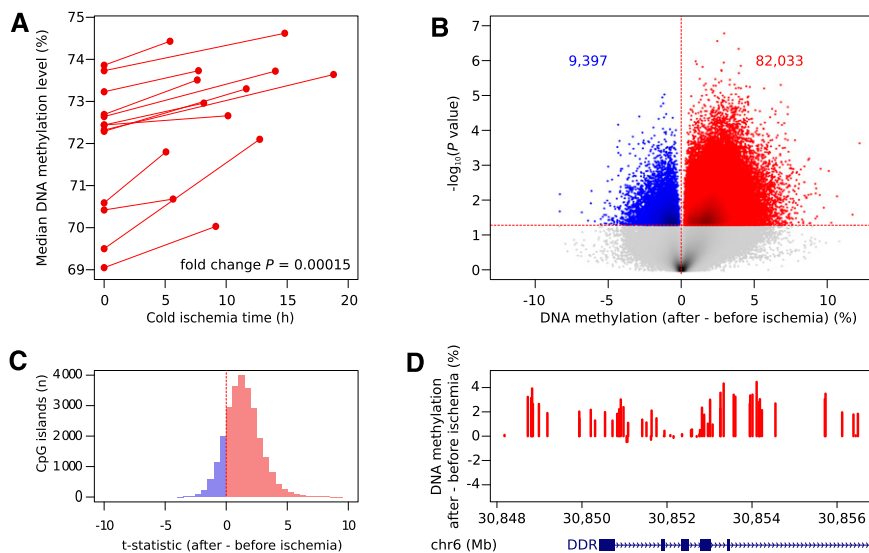 A
Median DNA methylation level (%)
75
74
73
72
71
70
69
fold change P = 0.00015
0 5 10 15 20
Cold ischemia time (h)
B
-log10(P value)
7
6
5
4
3
2
1
0
9,397
82,033
-10 -5 0 5 10
DNA methylation (after - before ischemia) (%)
C
CpG islands (n)
4000
3000
2000
1000
0
-10 -5 0 5 10
t-statistic (after - before ischemia)
D
DNA methylation
after - before ischemia (%)
4
2
0
-2
-4
30,848 30,850 30,852 30,854 30,856
chr6 (Mb)
DDR